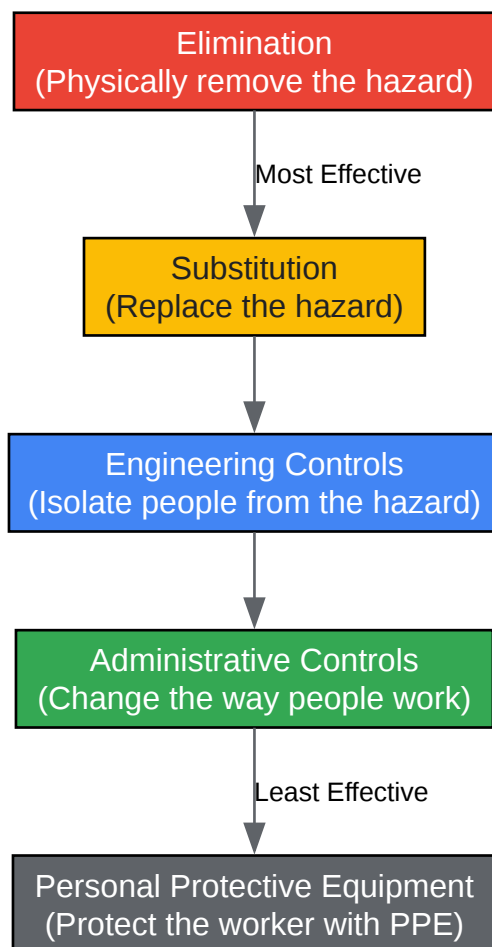 Elimination
(Physically remove the hazard)
Most Effective
Substitution
(Replace the hazard)
Engineering Controls
(Isolate people from the hazard)
Administrative Controls
(Change the way people work)
Least Effective
Personal Protective Equipment
(Protect the worker with PPE)